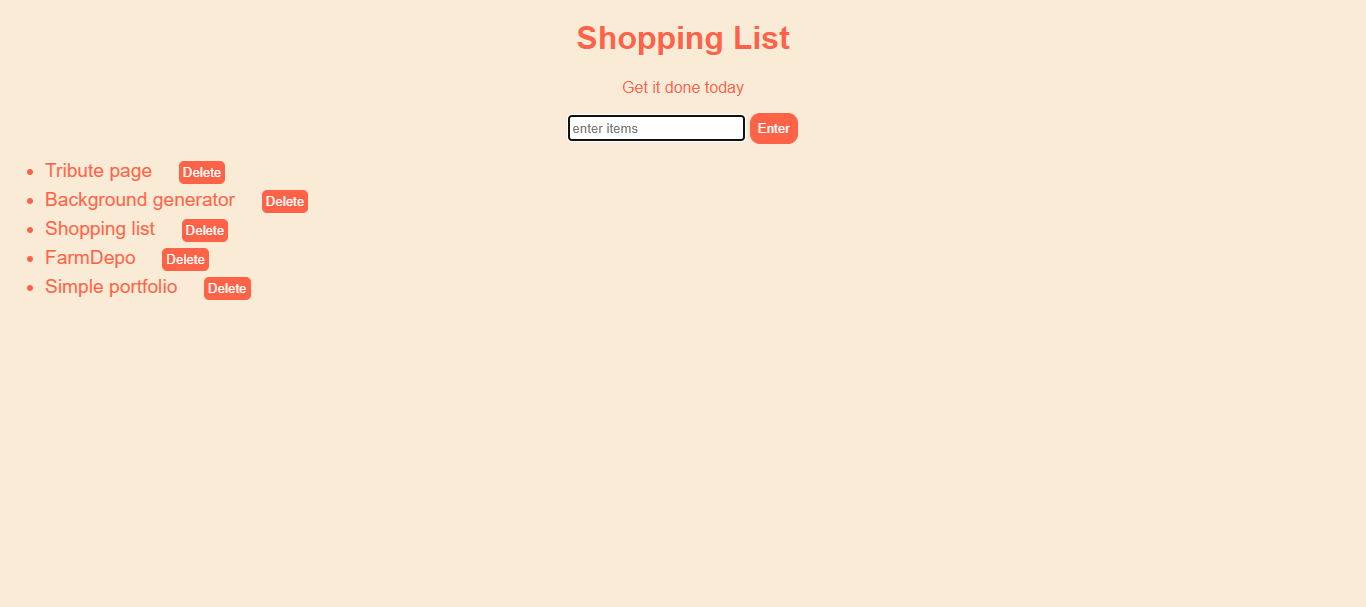 Shopping List
Get it done today
enter items Enter
Tribute page Delete
Background generator Delete
Shopping list Delete
FarmDepo Delete
Simple portfolio Delete